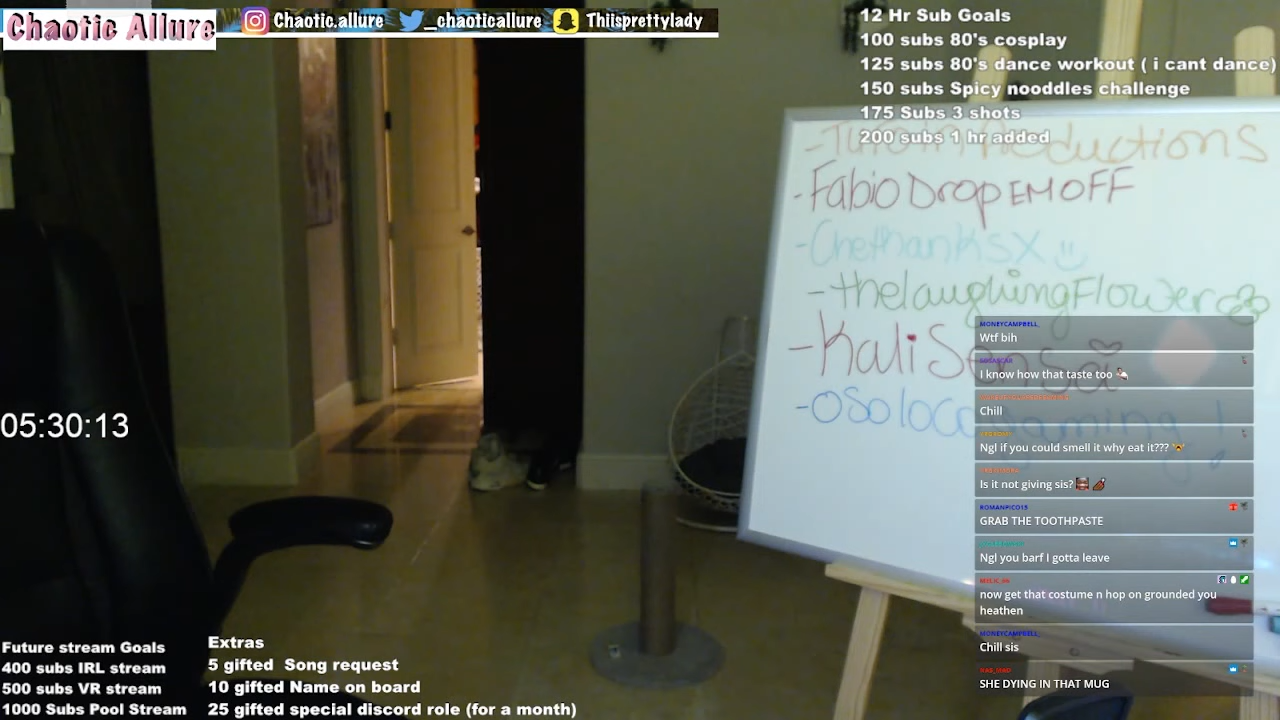 Chaotic Allure
Chaotic.allure
_chaoticallure
Thiisprettylady
12 Hr Sub Goals
100 subs 80's cosplay
125 subs 80's dance workout ( i cant dance)
150 subs Spicy nooddles challenge
175 Subs 3 shots
200 subs 1 hr added
-FabioDropEMOFF
-ChethanksX
-thelaughingFlower
-KaliSensei
05:30:13
MONEYCAMPBELL_
Wtf bih
I know how that taste too
Chill
Ngl if you could smell it why eat it???
Is it not giving sis?
ROMANPICO15
GRAB THE TOOTHPASTE
Ngl you barf I gotta leave
now get that costume n hop on grounded you
heathen
MONEYCAMPBELL_
Chill sis
SHE DYING IN THAT MUG
Future stream Goals
400 subs IRL stream
500 subs VR stream
1000 Subs Pool Stream
Extras
5 gifted Song request
10 gifted Name on board
25 gifted special discord role (for a month)